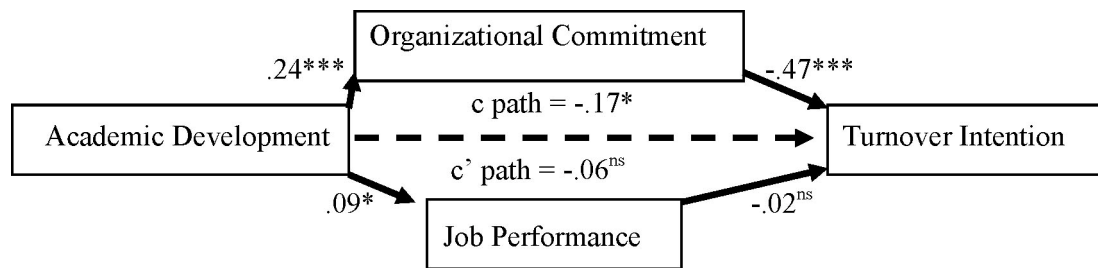 Organizational Commitment
.24***
-.47***
c path = -.17*
Academic Development
Turnover Intention
c’ path = -.06ns
.09*
-.02ns
Job Performance